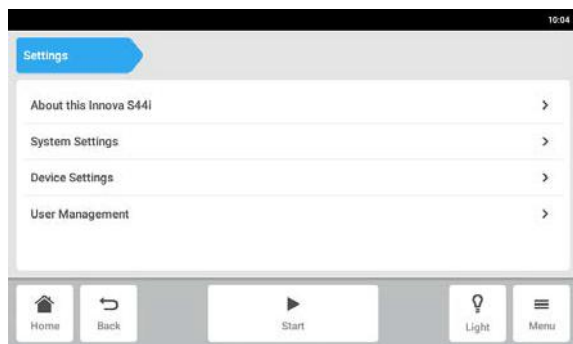 10:04
Settings
About this Innova S44i
System Settings
Device Settings
User Management
Home
Back
Start
Light
Menu